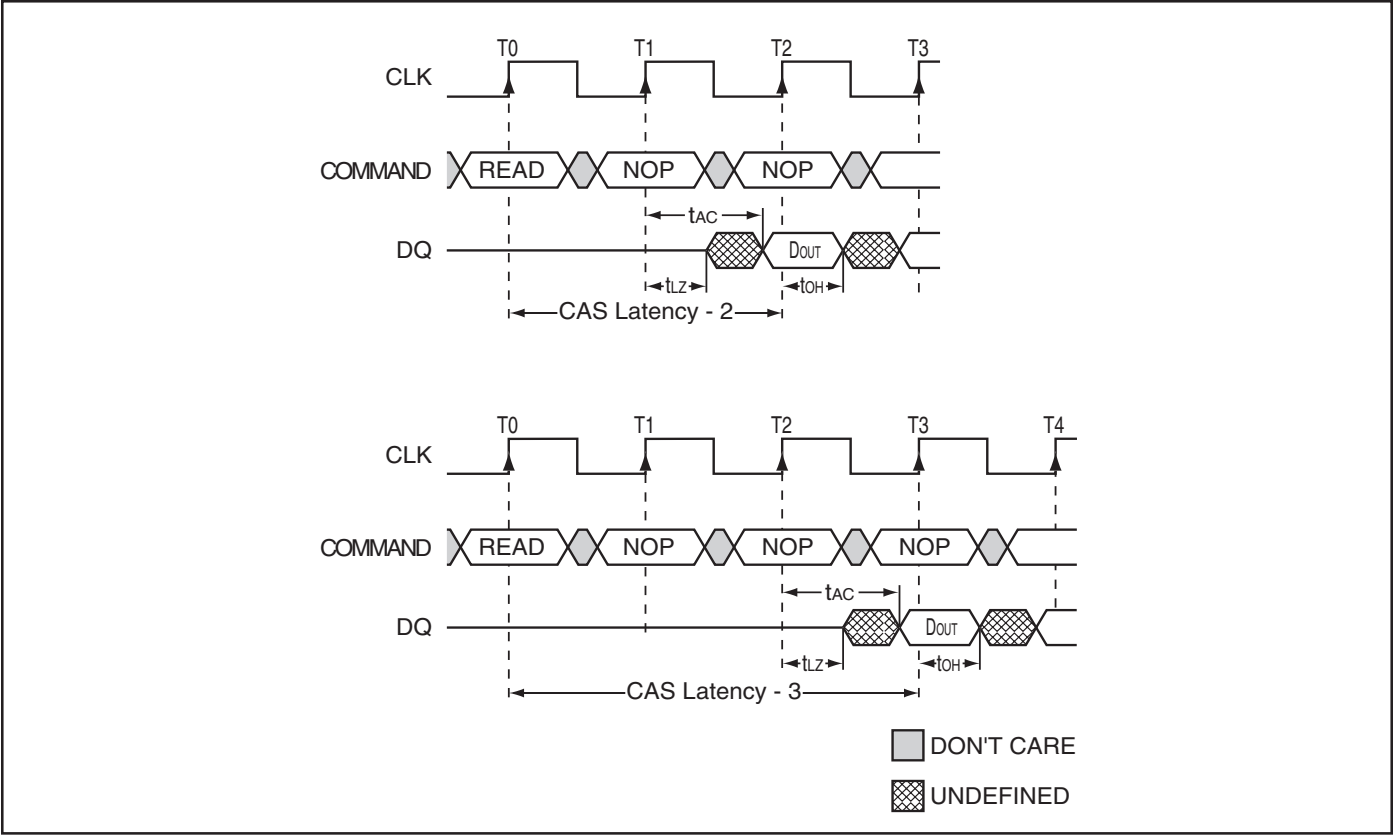 T0 T1 T2 T3
CLK
COMMAND READ NOP NOP
tAC
DQ DOUT
tLZ tOH
CAS Latency - 2
T0 T1 T2 T3 T4
CLK
COMMAND READ NOP NOP NOP
tAC
DQ DOUT
tLZ tOH
CAS Latency - 3
DON'T CARE
UNDEFINED